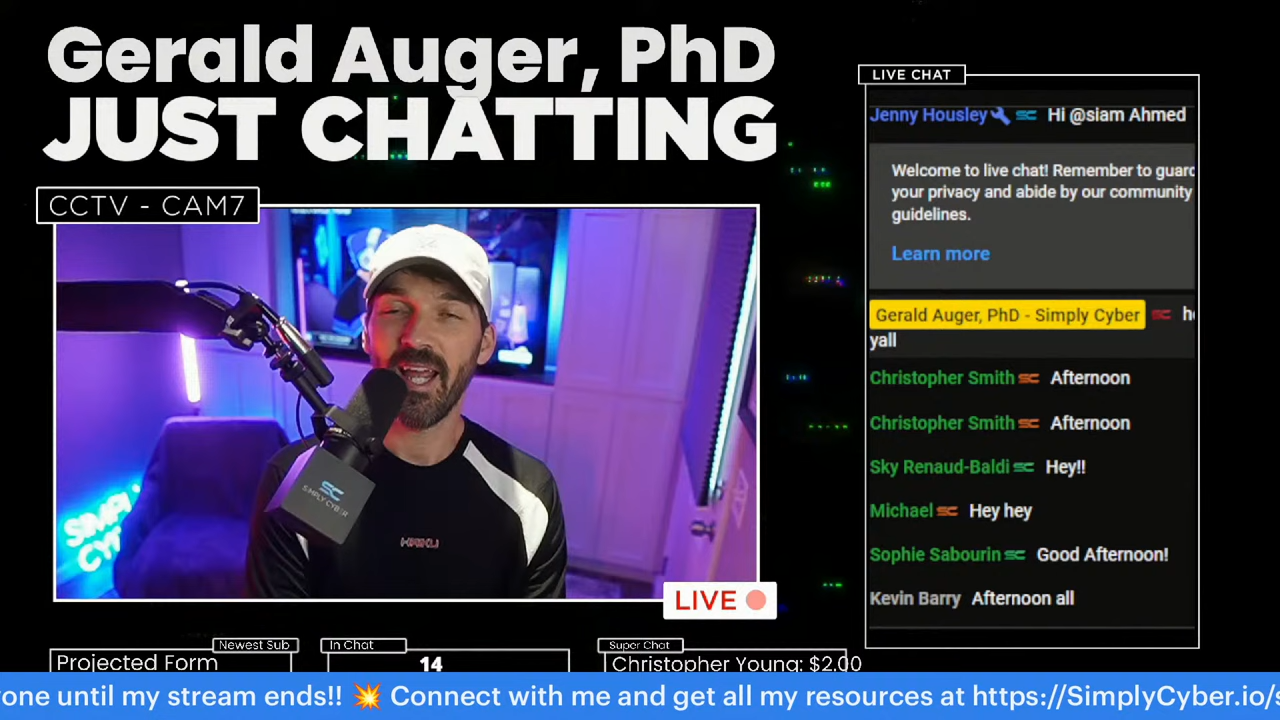 Gerald Auger, PhD
JUST CHATTING
CCTV - CAM7
SIMPLY CYBER
LIVE
LIVE CHAT
Jenny Housley Hi @siam Ahmed
Welcome to live chat! Remember to guard
your privacy and abide by our community
guidelines.
Learn more
Gerald Auger, PhD - Simply Cyber
yall
Christopher Smith Afternoon
Christopher Smith Afternoon
Sky Renaud-Baldi Hey!!
Michael Hey hey
Sophie Sabourin Good Afternoon!
Kevin Barry Afternoon all
Newest Sub
Projected Form
In Chat
14
Super Chat
Christopher Young: $2.00
yone until my stream ends!! 💥 Connect with me and get all my resources at https://SimplyCyber.io/s